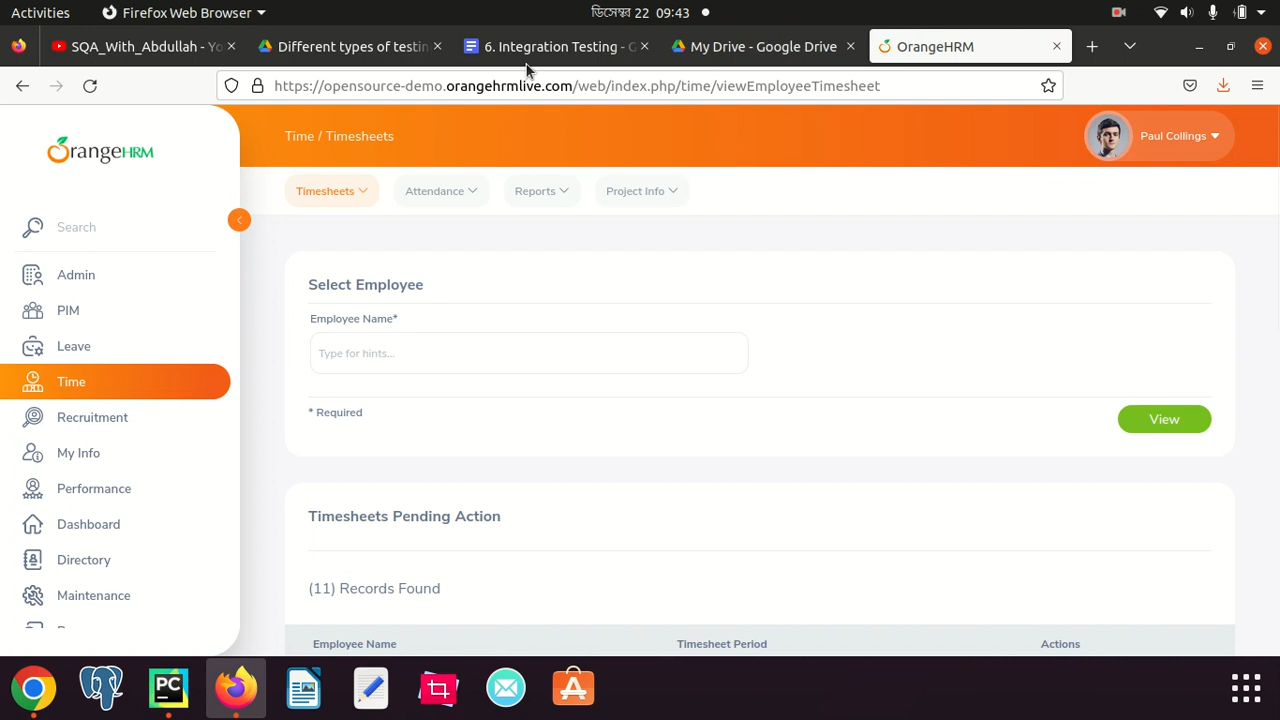 Activities Firefox Web Browser ডিসেম্বর 22 09:43
SQA_With_Abdullah - Yo Different types of testin 6. Integration Testing - G My Drive - Google Drive OrangeHRM
https://opensource-demo.orangehrmlive.com/web/index.php/time/viewEmployeeTimesheet
OrangeHRM
Time / Timesheets
Paul Collings
Timesheets Attendance Reports Project Info
Search
Admin
PIM
Leave
Time
Recruitment
My Info
Performance
Dashboard
Directory
Maintenance
Select Employee
Employee Name*
Type for hints...
* Required
View
Timesheets Pending Action
(11) Records Found
Employee Name Timesheet Period Actions
PC